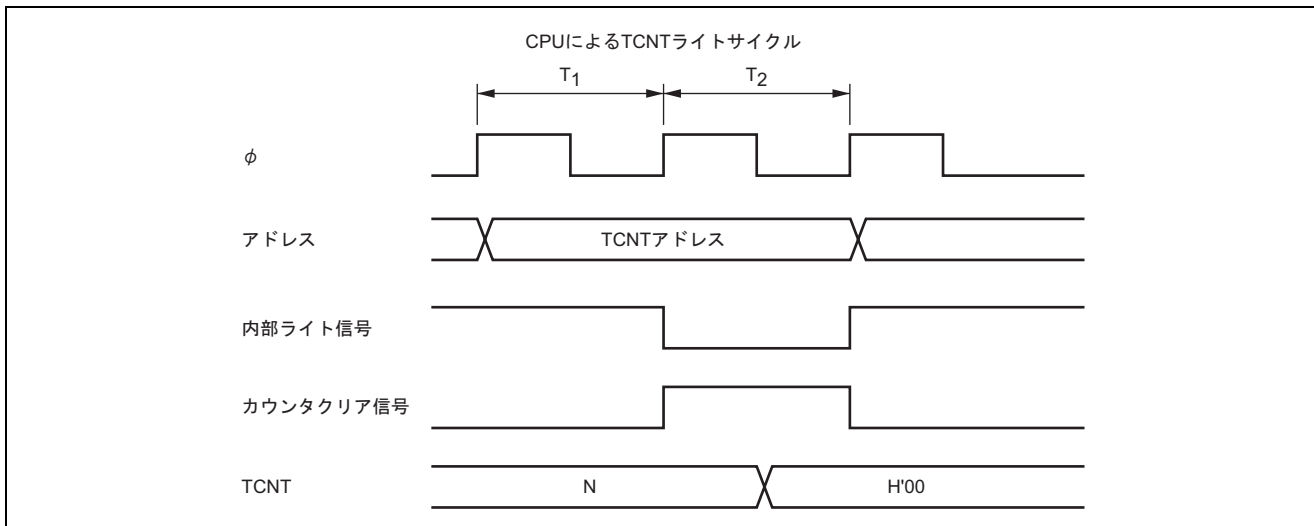 CPUによるTCNTライトサイクル
T1 T2
φ
アドレス TCNTアドレス
内部ライト信号
カウンタクリア信号
TCNT N H'00